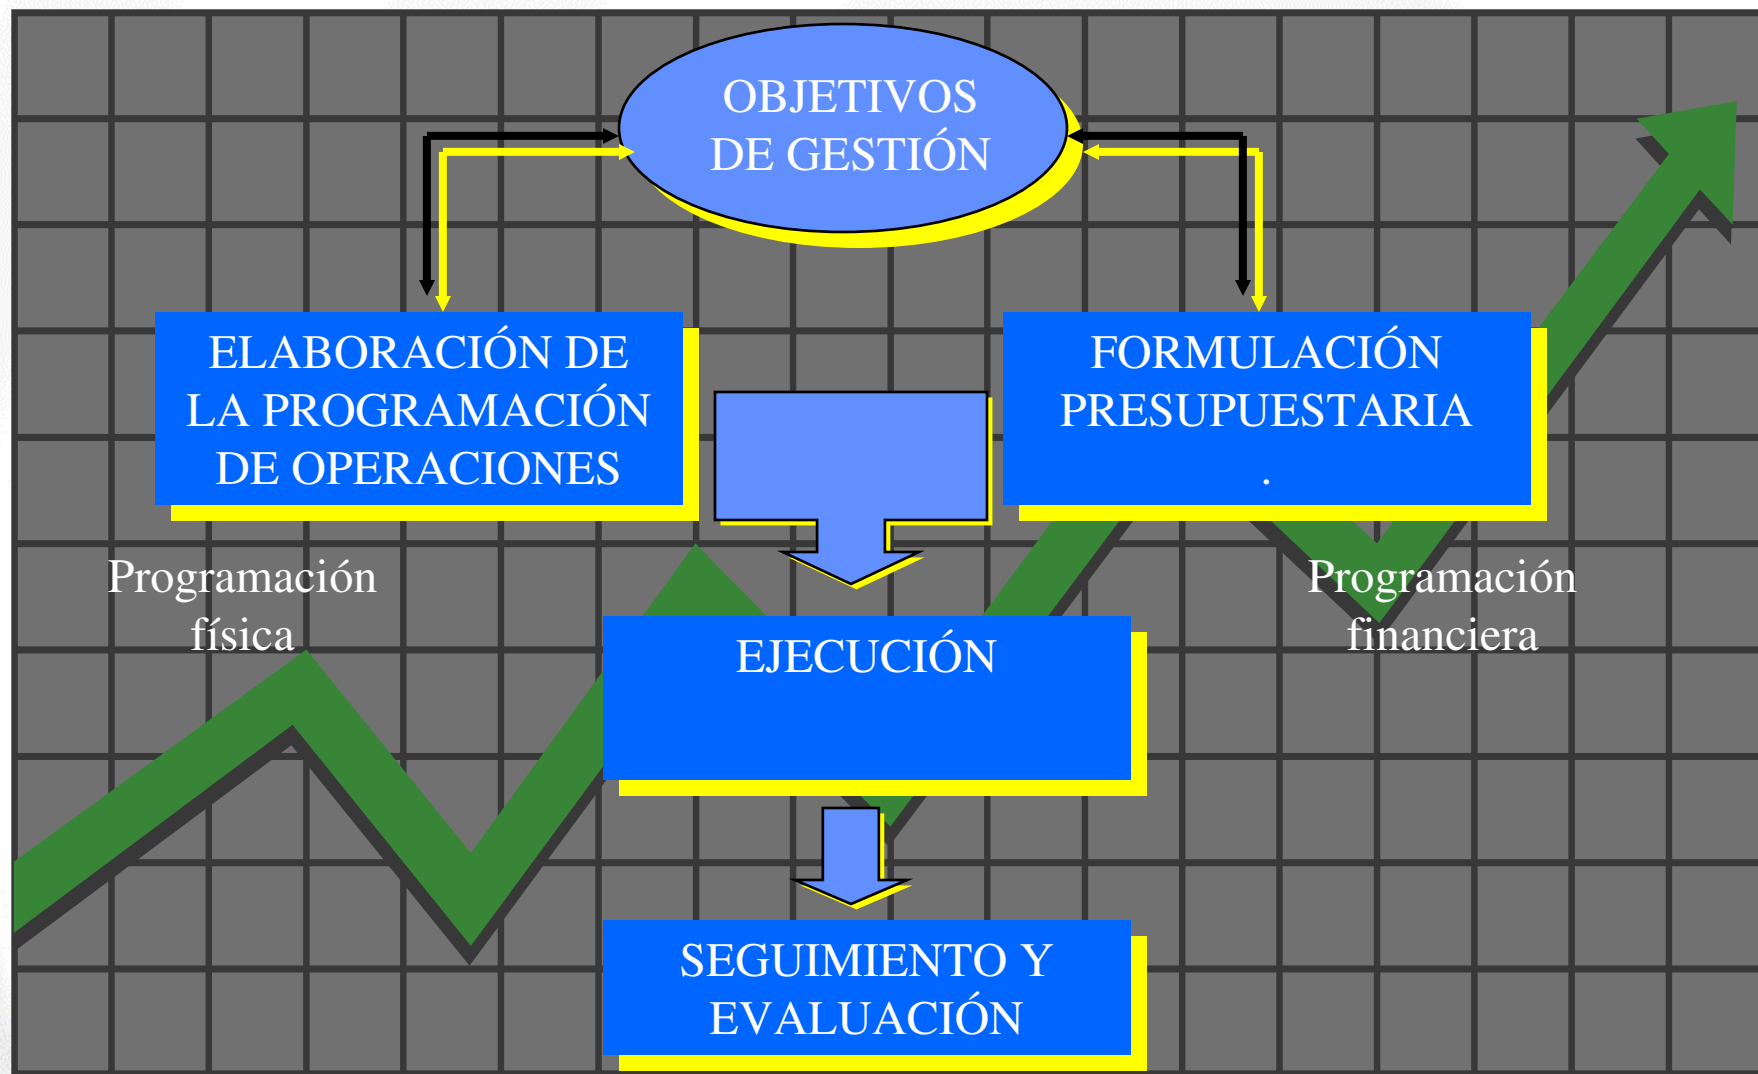 OBJETIVOS
DE GESTIÓN
ELABORACIÓN DE
LA PROGRAMACIÓN
DE OPERACIONES
FORMULACIÓN
PRESUPUESTARIA
.
Programación
física
Programación
financiera
EJECUCIÓN
SEGUIMIENTO Y
EVALUACIÓN